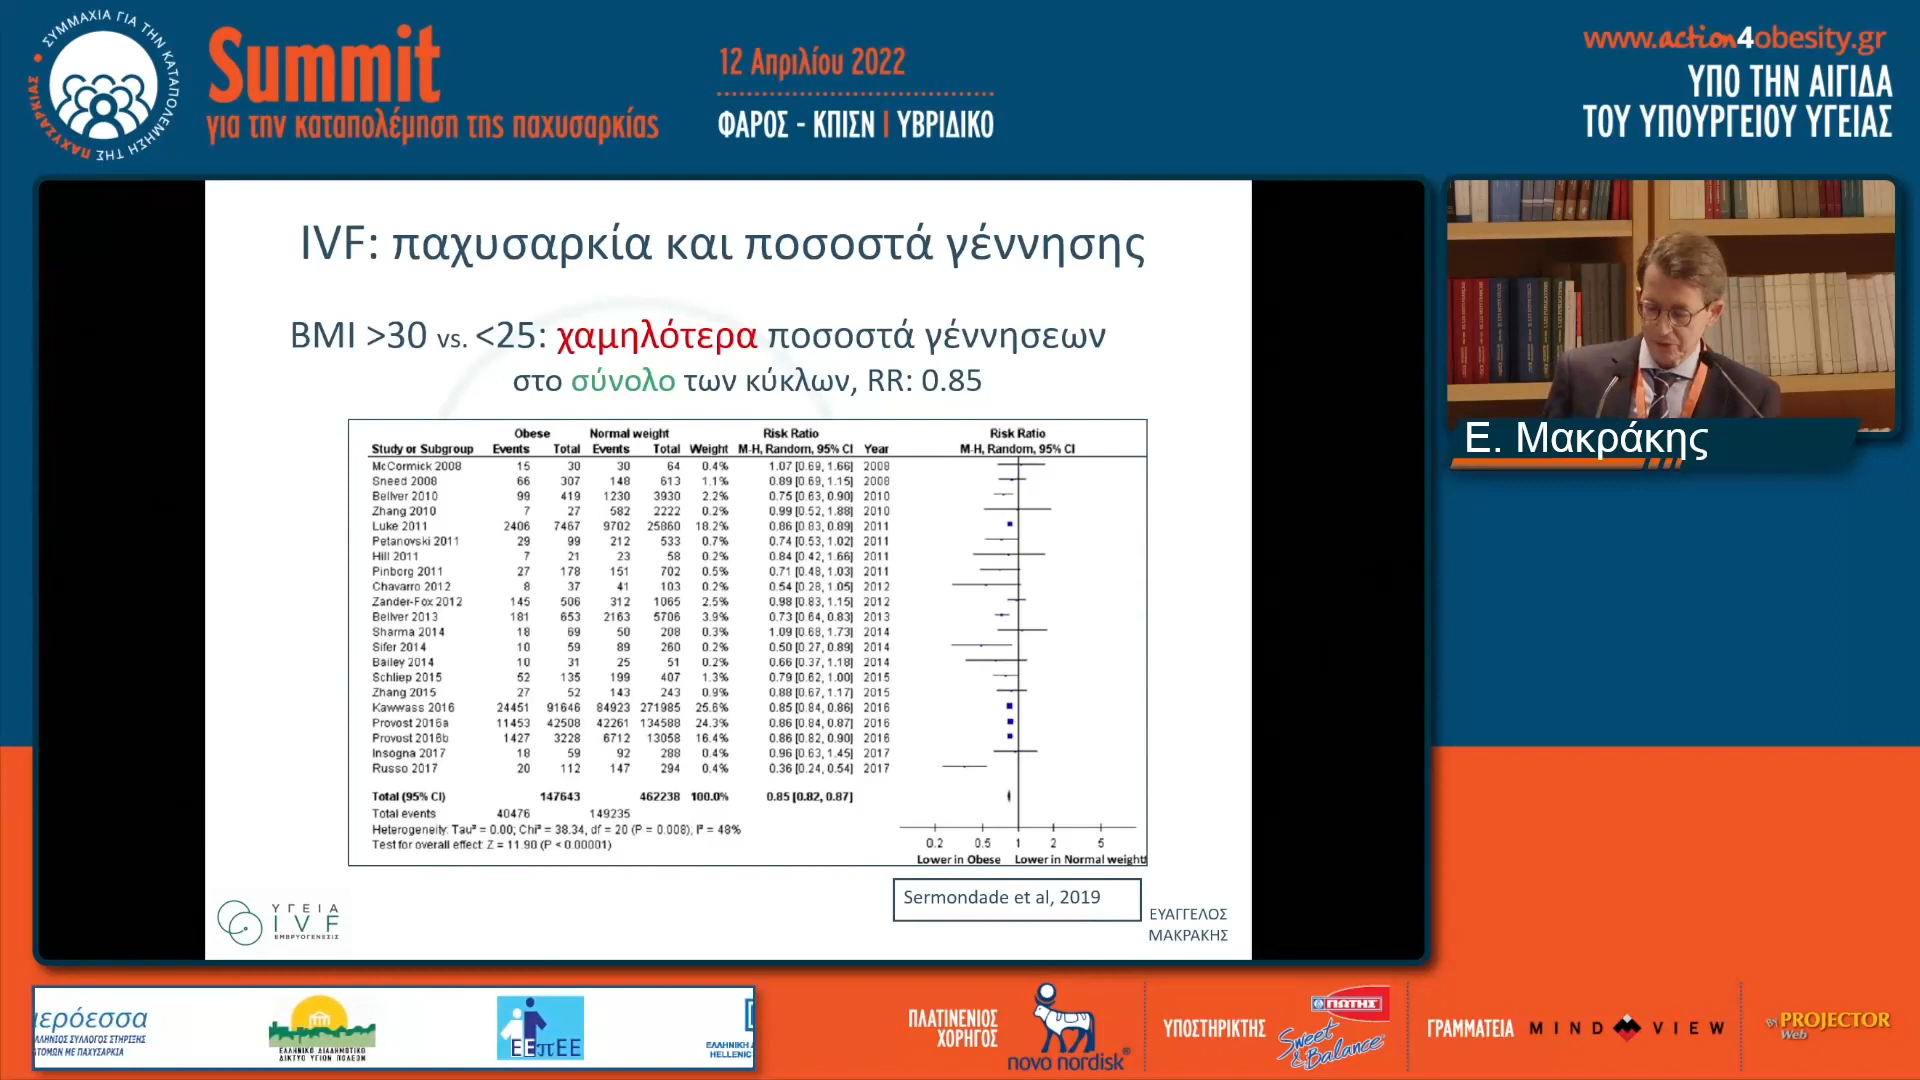 ΣΥΜΜΑΧΙΑ ΓΙΑ ΤΗΝ ΚΑΤΑΠΟΛΕΜΗΣΗ ΤΗΣ ΠΑΧΥΣΑΡΚΙΑΣ
Summit
για την καταπολέμηση της παχυσαρκίας
12 Απριλίου 2022
ΦΑΡΟΣ - ΚΠΙΣΝ | ΥΒΡΙΔΙΚΟ
www.action4obesity.gr
ΥΠΟ ΤΗΝ ΑΙΓΙΔΑ
ΤΟΥ ΥΠΟΥΡΓΕΙΟΥ ΥΓΕΙΑΣ
IVF: παχυσαρκία και ποσοστά γέννησης
BMI >30 vs. <25: χαμηλότερα ποσοστά γέννησεων
στο σύνολο των κύκλων, RR: 0.85
Obese Normal weight Risk Ratio Risk Ratio
Study or Subgroup Events Total Events Total Weight M-H, Random, 95% CI Year M-H, Random, 95% CI
McCormick 2008 15 30 30 64 0.4% 1.07 [0.69, 1.66] 2008
Sneed 2008 66 307 148 613 1.1% 0.89 [0.69, 1.15] 2008
Bellver 2010 99 419 1230 3930 2.2% 0.75 [0.63, 0.90] 2010
Zhang 2010 7 27 582 2222 0.2% 0.99 [0.52, 1.88] 2010
Luke 2011 2406 7467 9702 25860 18.2% 0.86 [0.83, 0.89] 2011
Petanovski 2011 29 99 212 533 0.7% 0.74 [0.53, 1.02] 2011
Hill 2011 7 21 23 58 0.2% 0.84 [0.42, 1.66] 2011
Pinborg 2011 27 178 151 702 0.5% 0.71 [0.48, 1.03] 2011
Chavarro 2012 8 37 41 103 0.2% 0.54 [0.28, 1.05] 2012
Zander-Fox 2012 145 506 312 1065 2.5% 0.98 [0.83, 1.15] 2012
Bellver 2013 181 653 2163 5706 3.9% 0.73 [0.64, 0.83] 2013
Sharma 2014 18 69 50 208 0.3% 1.09 [0.68, 1.73] 2014
Sifer 2014 10 59 89 260 0.2% 0.50 [0.27, 0.89] 2014
Bailey 2014 10 31 25 51 0.2% 0.66 [0.37, 1.18] 2014
Schliep 2015 52 135 199 407 1.3% 0.79 [0.62, 1.00] 2015
Zhang 2015 27 52 143 243 0.9% 0.88 [0.67, 1.17] 2015
Kawwass 2016 24451 91646 84923 271985 25.6% 0.85 [0.84, 0.86] 2016
Provost 2016a 11453 42508 42261 134588 24.3% 0.86 [0.84, 0.87] 2016
Provost 2016b 1427 3228 6712 13058 16.4% 0.86 [0.82, 0.90] 2016
Insogna 2017 18 59 92 288 0.4% 0.96 [0.63, 1.45] 2017
Russo 2017 20 112 147 294 0.4% 0.36 [0.24, 0.54] 2017
Total (95% CI) 147643 462238 100.0% 0.85 [0.82, 0.87]
Total events 40476 149235
Heterogeneity: Tau² = 0.00; Chi² = 38.34, df = 20 (P = 0.008); I² = 48%
Test for overall effect: Z = 11.90 (P < 0.00001)
0.2 0.5 1 2 5
Lower in Obese Lower in Normal weight
Sermondade et al, 2019
ΥΓΕΙΑ
IVF
ΕΜΒΡΥΟΓΕΝΕΣΙΣ
ΕΥΑΓΓΕΛΟΣ
ΜΑΚΡΑΚΗΣ
Ε. Μακράκης
ιερόεσσα
ΛΛΗΝΙΟΣ ΣΥΛΛΟΓΟΣ ΣΤΗΡΙΞΗΣ
ΤΟΜΩΝ ΜΕ ΠΑΧΥΣΑΡΚΙΑ
ΕΛΛΗΝΙΚΟ ΔΙΑΔΗΜΟΤΙΚΟ
ΔΙΚΤΥΟ ΥΓΙΩΝ ΠΟΛΕΩΝ
ΕΕπΕΕ
ΕΛΛΗΝΙΚΗ
HELLENIC
ΠΛΑΤΙΝΕΝΙΟΣ
ΧΟΡΗΓΟΣ
novo nordisk®
ΥΠΟΣΤΗΡΙΚΤΗΣ
ΓΙΩΤΗΣ
Sweet & Balance
ΓΡΑΜΜΑΤΕΙΑ
MINDVIEW
By PROJECTOR
Web